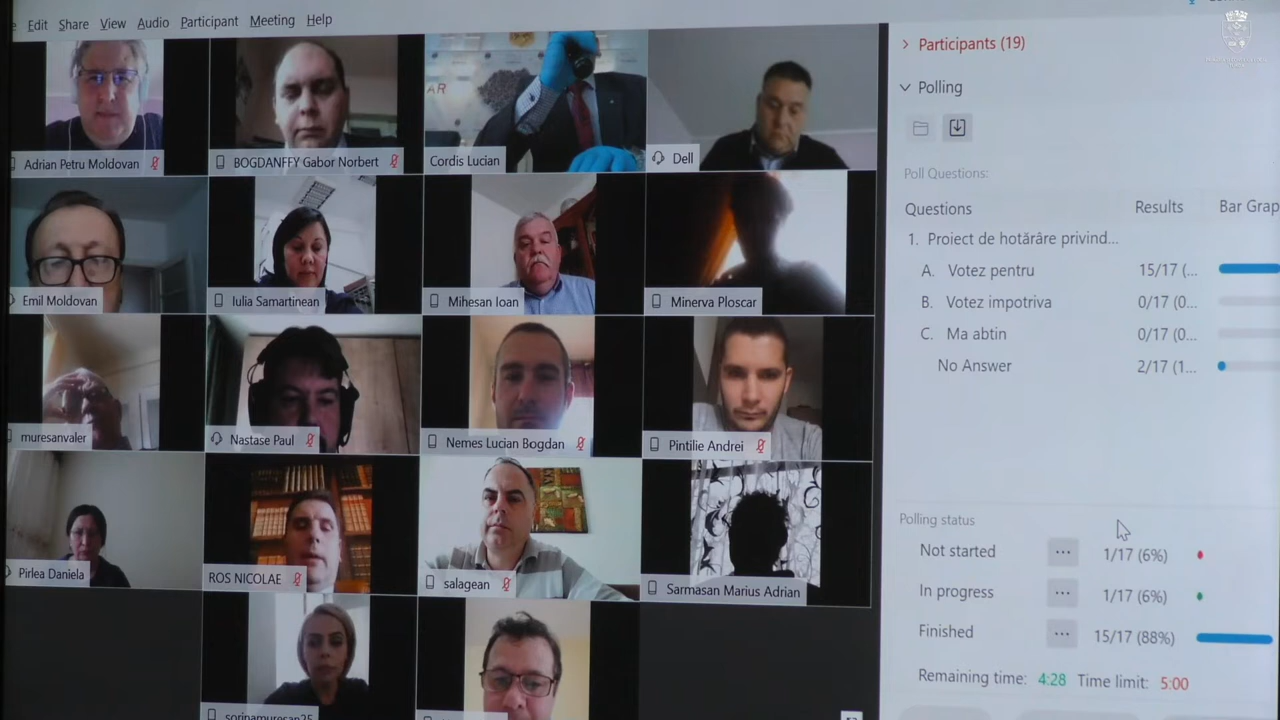 Edit Share View Audio Participant Meeting Help
Adrian Petru Moldovan
BOGDANFFY Gabor Norbert
Cordis Lucian
AR
Dell
Emil Moldovan
Iulia Samartinean
Mihesan Ioan
Minerva Ploscar
muresanvaler
Nastase Paul
Nemes Lucian Bogdan
Pintilie Andrei
Pirlea Daniela
ROS NICOLAE
salagean
Sarmasan Marius Adrian
sorinamuresan25
Participants (19)
Polling
Poll Questions:
Questions Results Bar Grap
1. Proiect de hotărâre privind...
A. Votez pentru 15/17 (...
B. Votez impotriva 0/17 (0...
C. Ma abtin 0/17 (0...
No Answer 2/17 (1...
Polling status
Not started ... 1/17 (6%)
In progress ... 1/17 (6%)
Finished ... 15/17 (88%)
Remaining time: 4:28 Time limit: 5:00